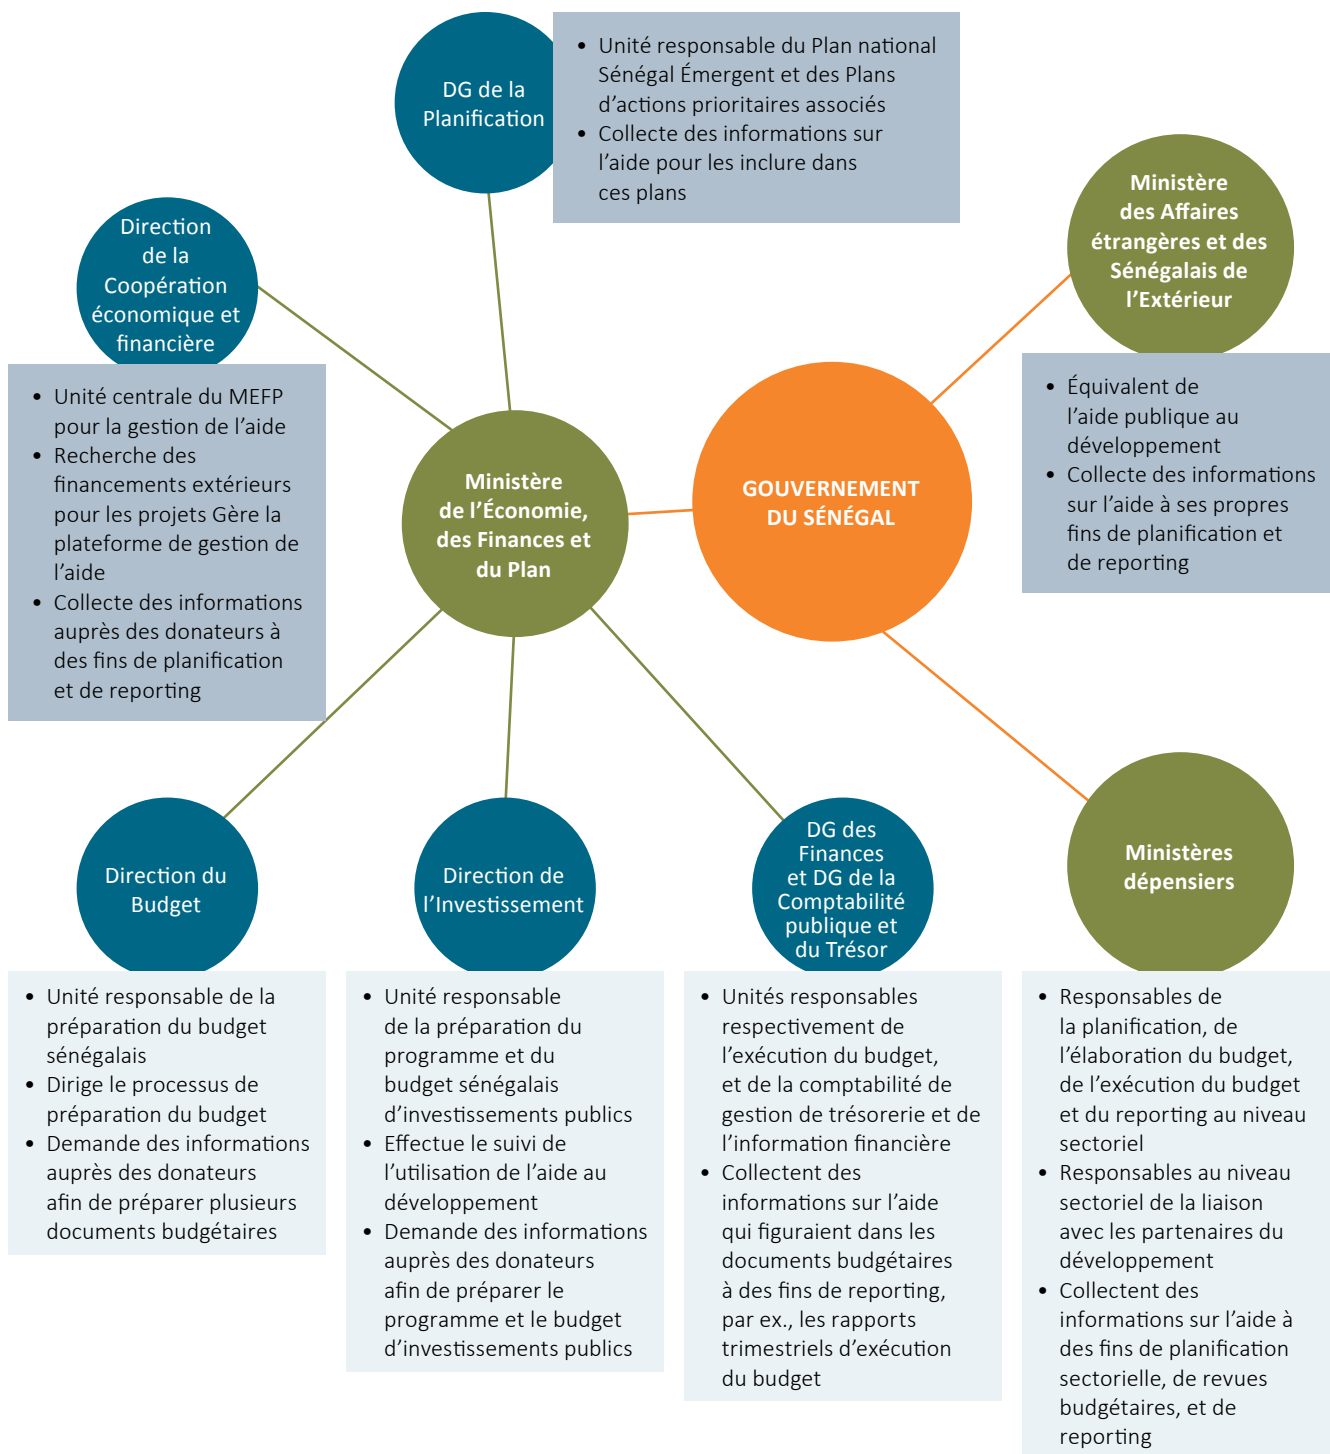 DG de la
Planification
• Unité responsable du Plan national
Sénégal Émergent et des Plans
d’actions prioritaires associés
• Collecte des informations sur
l’aide pour les inclure dans
ces plans
Ministère
des Affaires
étrangères et des
Sénégalais de
l’Extérieur
• Équivalent de
l’aide publique au
développement
• Collecte des informations
sur l’aide à ses propres
fins de planification et
de reporting
Direction
de la
Coopération
économique et
financière
• Unité centrale du MEFP
pour la gestion de l’aide
• Recherche des
financements extérieurs
pour les projets Gère la
plateforme de gestion de
l’aide
• Collecte des informations
auprès des donateurs à
des fins de planification
et de reporting
Ministère
de l’Économie,
des Finances et
du Plan
GOUVERNEMENT
DU SÉNÉGAL
Direction du
Budget
• Unité responsable de la
préparation du budget
sénégalais
• Dirige le processus de
préparation du budget
• Demande des informations
auprès des donateurs
afin de préparer plusieurs
documents budgétaires
Direction de
l’Investissement
• Unité responsable
de la préparation du
programme et du
budget sénégalais
d’investissements publics
• Effectue le suivi de
l’utilisation de l’aide au
développement
• Demande des informations
auprès des donateurs
afin de préparer le
programme et le budget
d’investissements publics
DG des
Finances
et DG de la
Comptabilité
publique et
du Trésor
• Unités responsables
respectivement de
l’exécution du budget,
et de la comptabilité de
gestion de trésorerie et de
l’information financière
• Collectent des
informations sur l’aide
qui figuraient dans les
documents budgétaires
à des fins de reporting,
par ex., les rapports
trimestriels d’exécution
du budget
Ministères
dépensiers
• Responsables de
la planification, de
l’élaboration du budget,
de l’exécution du budget
et du reporting au niveau
sectoriel
• Responsables au niveau
sectoriel de la liaison
avec les partenaires du
développement
• Collectent des
informations sur l’aide à
des fins de planification
sectorielle, de revues
budgétaires, et de
reporting